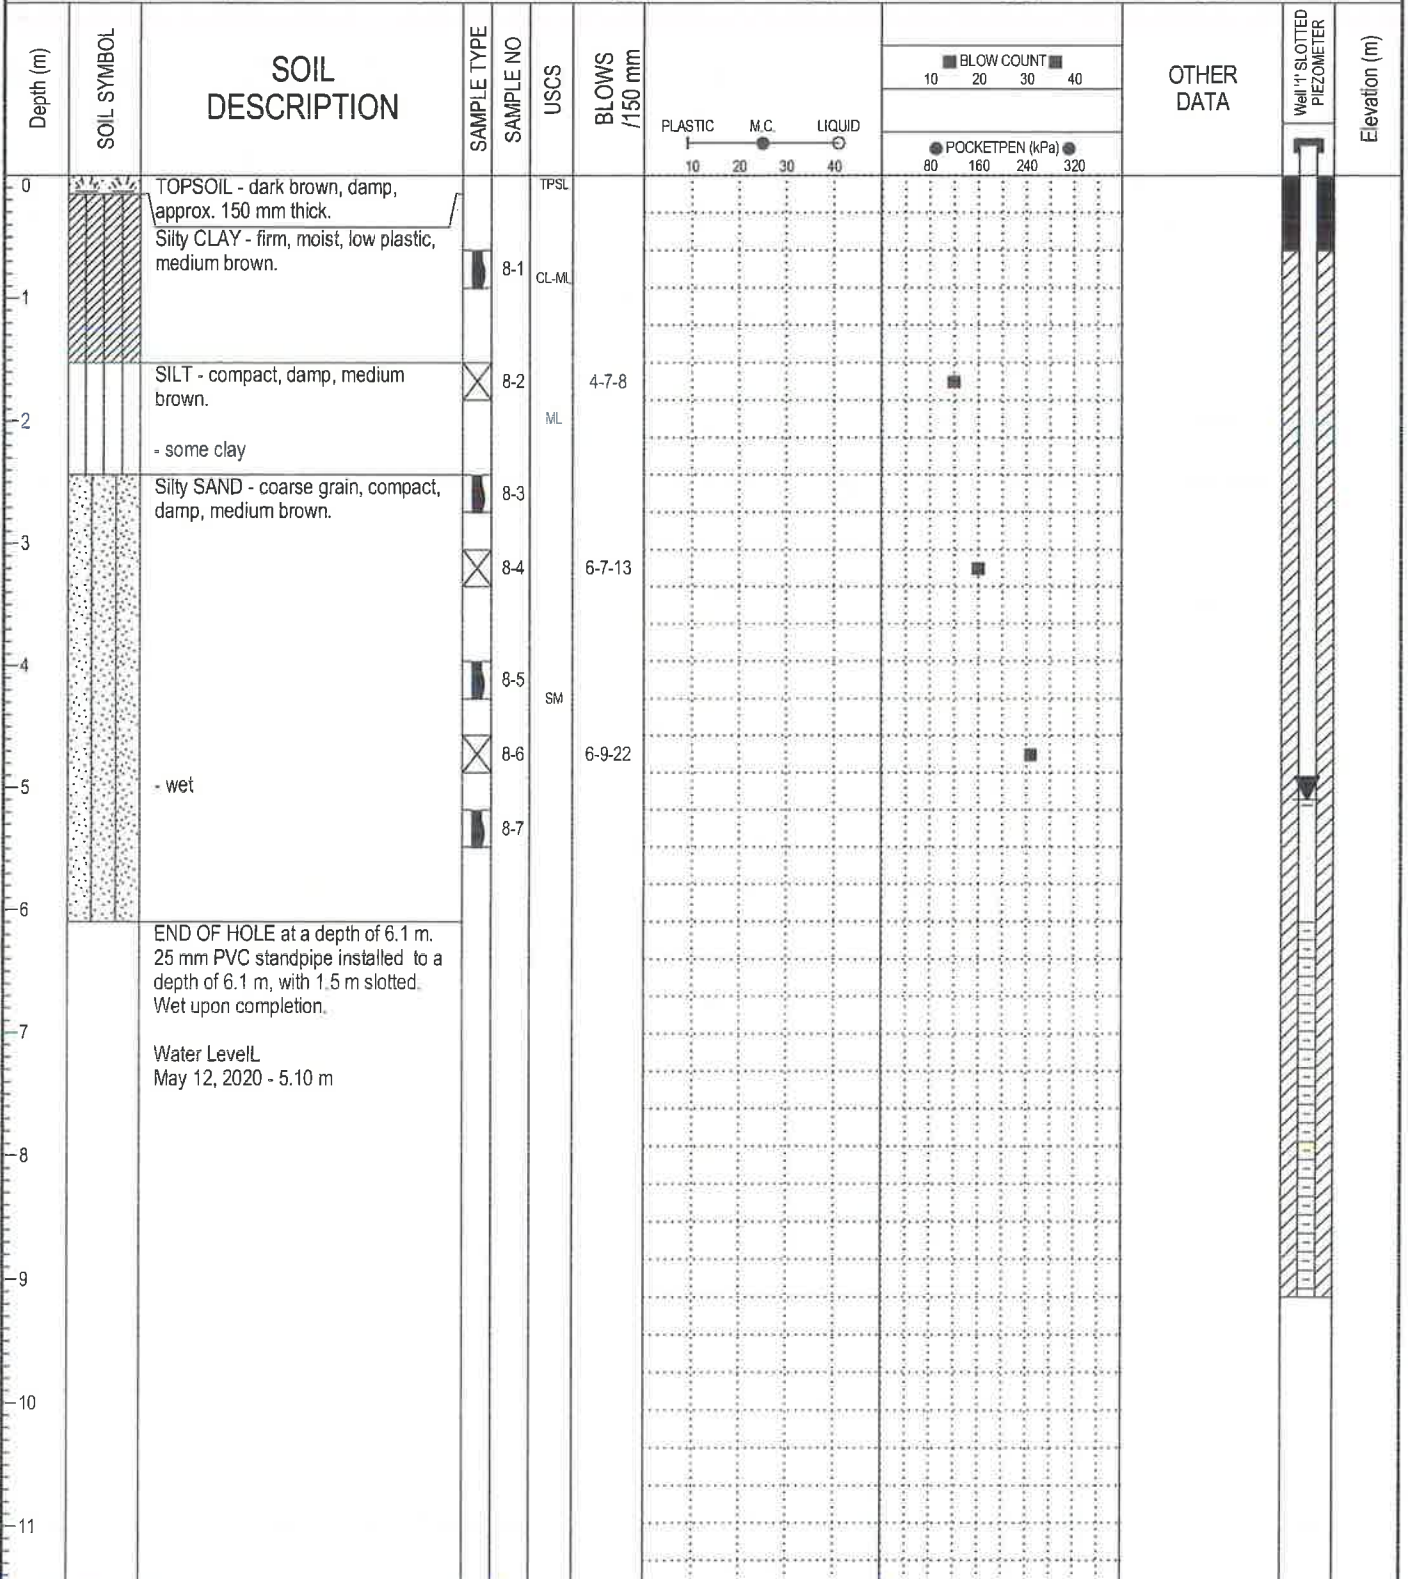 Depth (m)
SOIL SYMBOL
SOIL
DESCRIPTION
SAMPLE TYPE
SAMPLE NO
USCS
BLOWS
/150 mm
PLASTIC M.C. LIQUID
10 20 30 40
■ BLOW COUNT ■
10 20 30 40
● POCKETPEN (kPa) ●
80 160 240 320
OTHER
DATA
Well '1' SLOTTED
PIEZOMETER
Elevation (m)
0
TOPSOIL - dark brown, damp,
approx. 150 mm thick.
TPSL
Silty CLAY - firm, moist, low plastic,
medium brown.
8-1
CL-ML
1
SILT - compact, damp, medium
brown.
8-2
4-7-8
2
ML
- some clay
Silty SAND - coarse grain, compact,
damp, medium brown.
8-3
3
8-4
6-7-13
4
8-5
SM
8-6
6-9-22
5
- wet
8-7
6
END OF HOLE at a depth of 6.1 m.
25 mm PVC standpipe installed to a
depth of 6.1 m, with 1.5 m slotted.
Wet upon completion.
7
Water LevelL
May 12, 2020 - 5.10 m
8
9
10
11